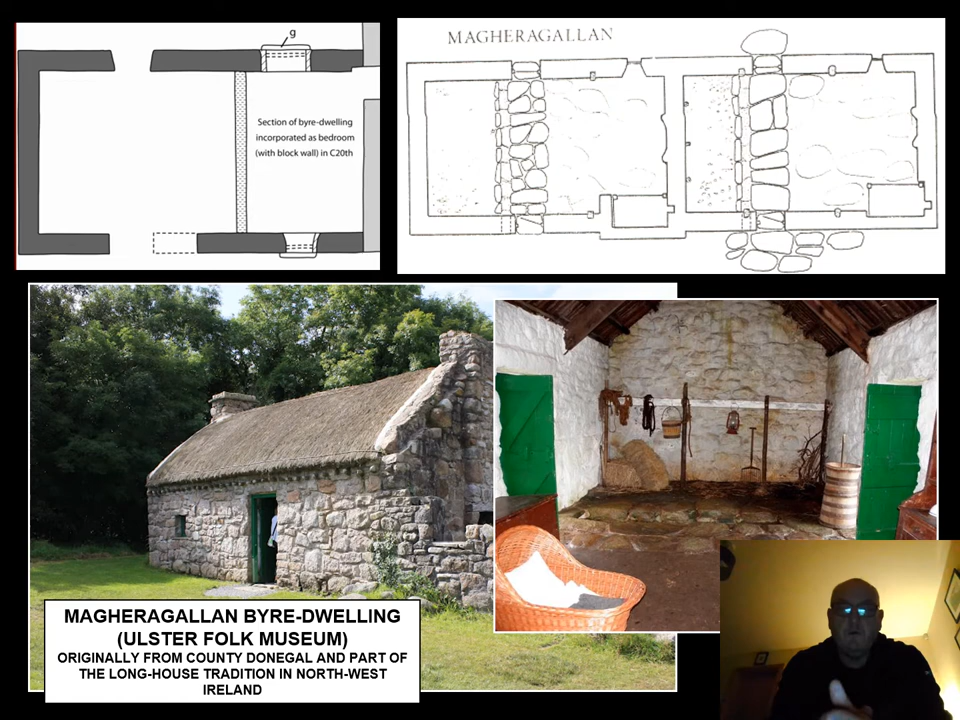 g
Section of byre-dwelling
incorporated as bedroom
(with block wall) in C20th
MAGHERAGALLAN
MAGHERAGALLAN BYRE-DWELLING
(ULSTER FOLK MUSEUM)
ORIGINALLY FROM COUNTY DONEGAL AND PART OF
THE LONG-HOUSE TRADITION IN NORTH-WEST
IRELAND